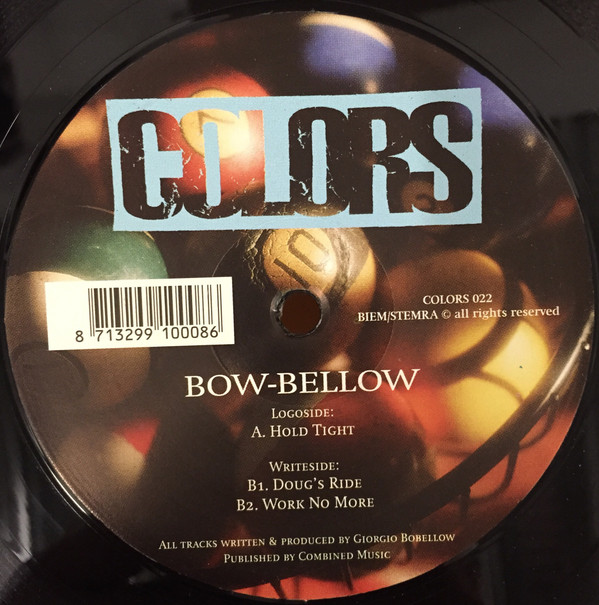 COLORS
10
8 713299 100086
COLORS 022
BIEM/STEMRA © all rights reserved
BOW-BELLOW
LOGOSIDE:
A. HOLD TIGHT
WRITESIDE:
B1. DOUG'S RIDE
B2. WORK NO MORE
ALL TRACKS WRITTEN & PRODUCED BY GIORGIO BOBELLOW
PUBLISHED BY COMBINED MUSIC